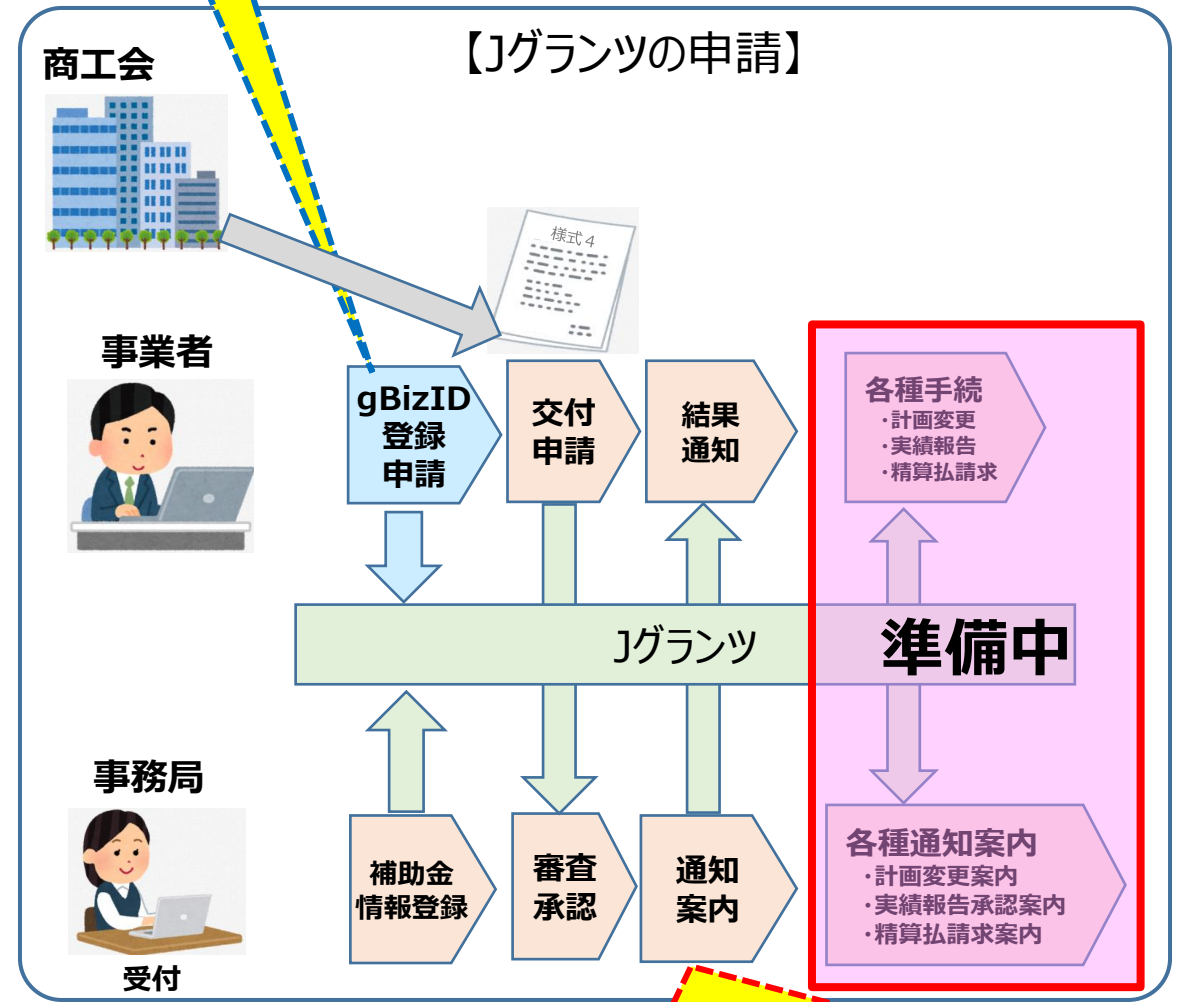 【Jグランツの申請】
商工会
様式４
事業者
gBizID
登録
申請
交付
申請
結果
通知
各種手続
・計画変更
・実績報告
・精算払請求
Jグランツ
準備中
事務局
受付
補助金
情報登録
審査
承認
通知
案内
各種通知案内
・計画変更案内
・実績報告承認案内
・精算払請求案内